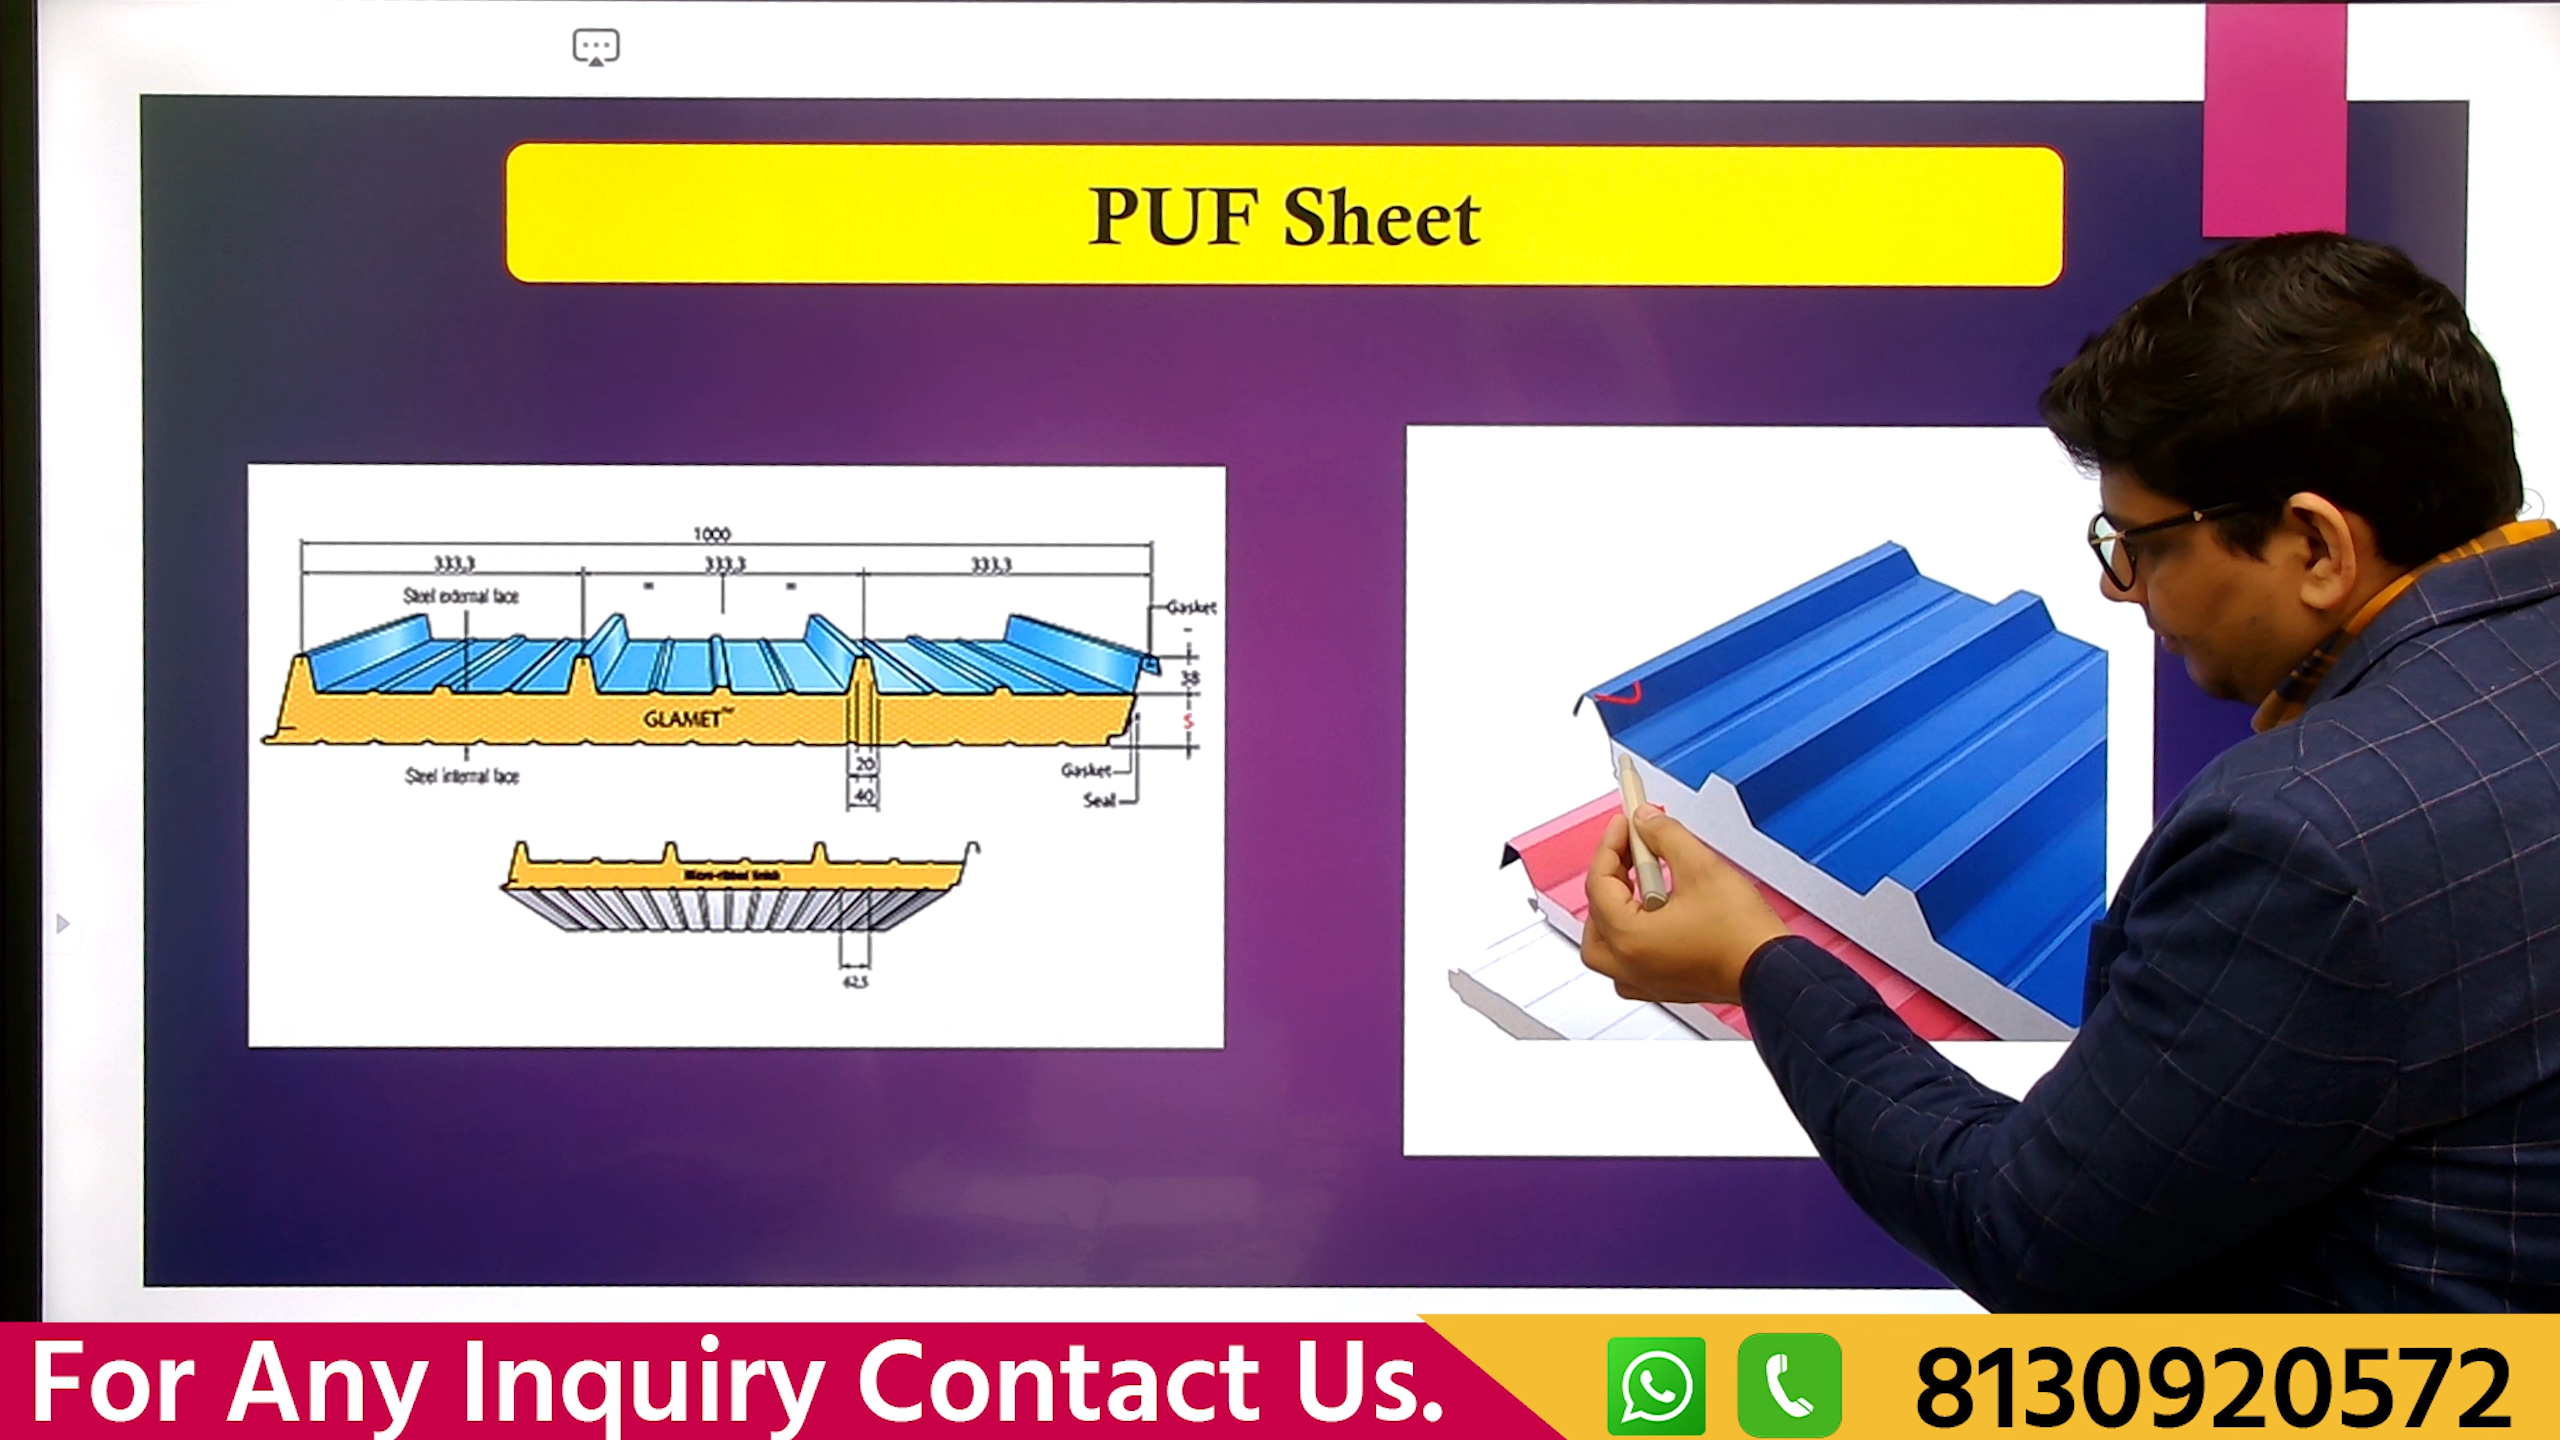 PUF Sheet
1000
333,3 333,3 333,3
Steel external face
= =
Gasket
38
GLAMET™
S
20
Steel internal face
Gasket
40
Seal
62,5
For Any Inquiry Contact Us. 8130920572